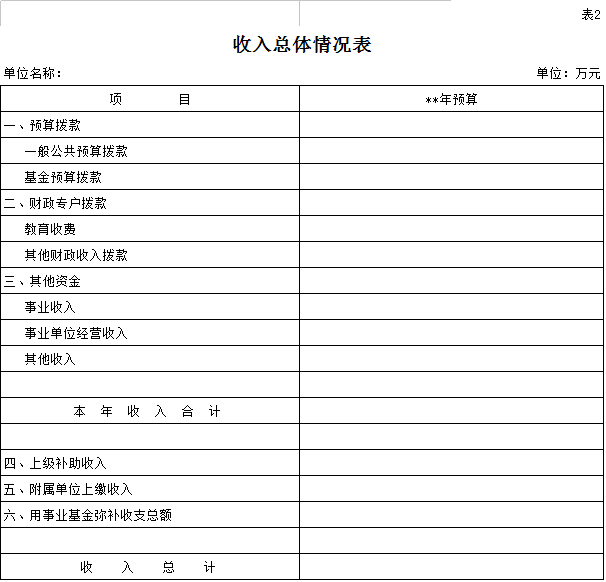 表2
收入总体情况表
单位名称： 单位：万元
项 目 **年预算
一、预算拨款
一般公共预算拨款
基金预算拨款
二、财政专户拨款
教育收费
其他财政收入拨款
三、其他资金
事业收入
事业单位经营收入
其他收入
本 年 收 入 合 计
四、上级补助收入
五、附属单位上缴收入
六、用事业基金弥补收支总额
收 入 总 计